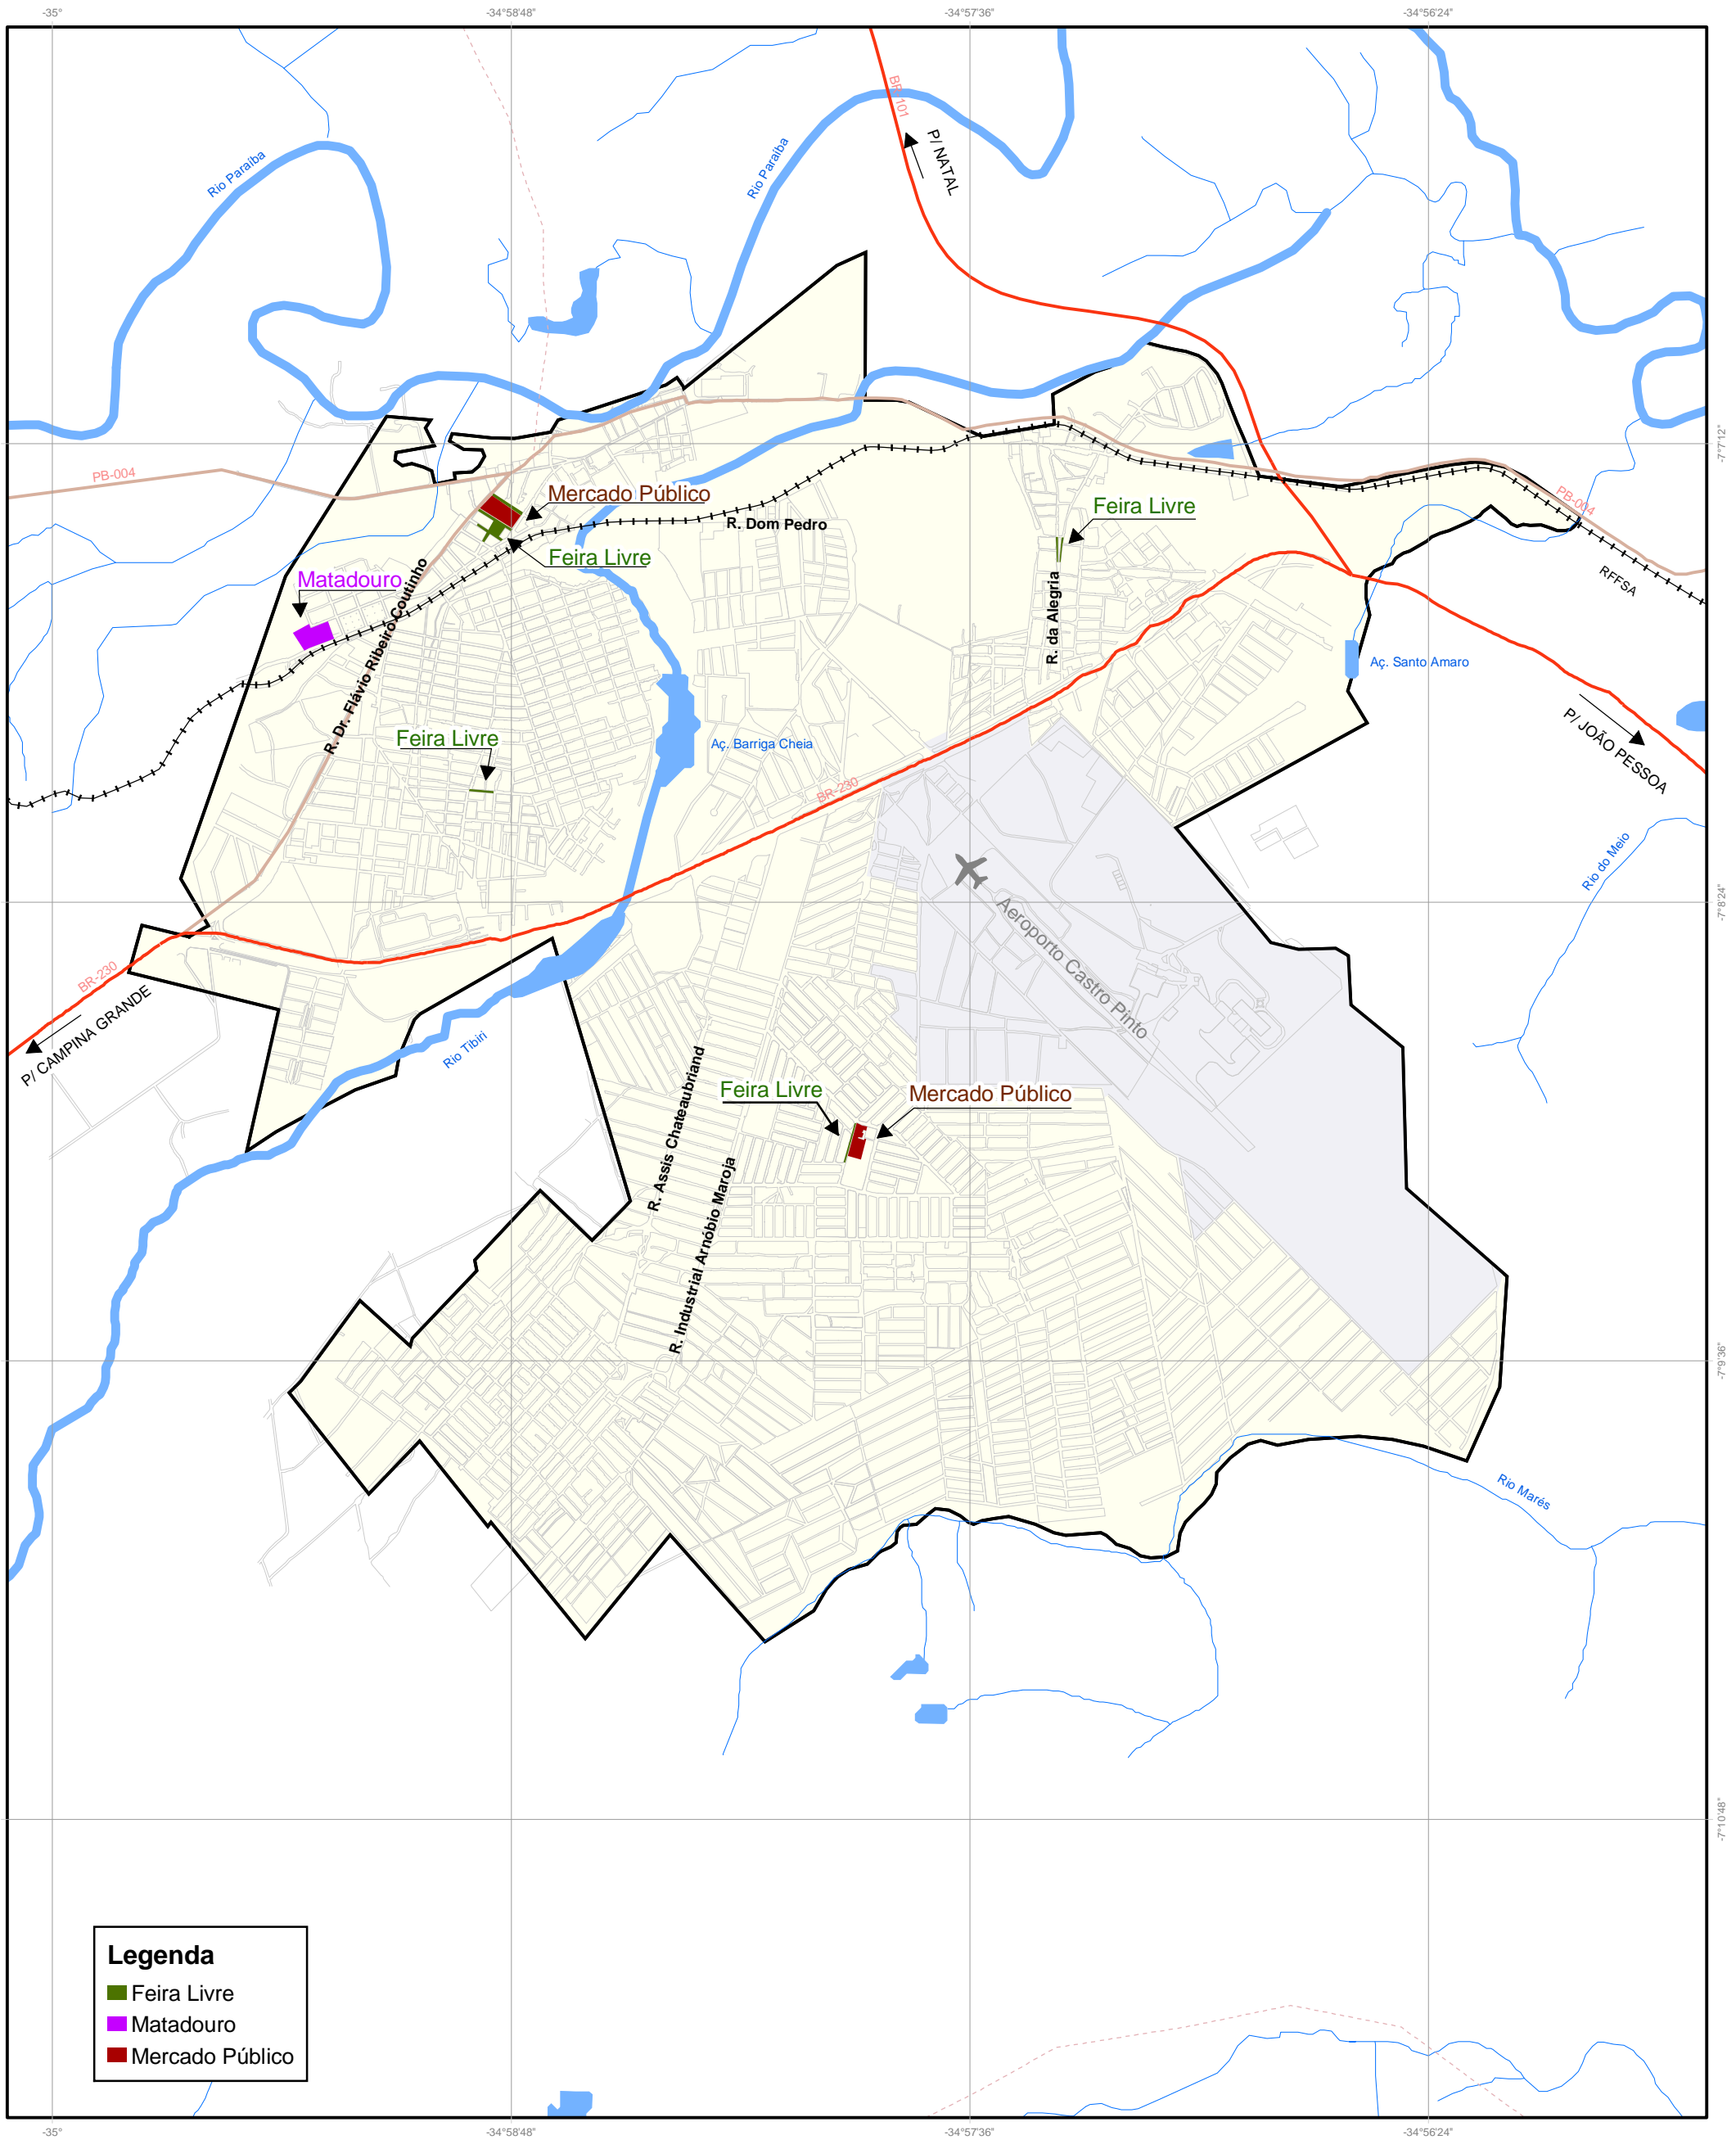 -35°
-34°58'48"
-34°57'36"
-34°56'24"
BR-101
P/ NATAL
Rio Paraíba
Rio Paraíba
-7°7'12"
PB-004
Mercado Público
Feira Livre
PB-004
R. Dom Pedro
Feira Livre
Matadouro
RFFSA
R. da Alegria
R. Dr. Flávio Ribeiro Coutinho
Aç. Santo Amaro
Feira Livre
Aç. Barriga Cheia
P/ JOÃO PESSOA
BR-230
Rio do Meio
-7°8'24"
Aeroporto Castro Pinto
BR-230
P/ CAMPINA GRANDE
Rio Tibiri
Feira Livre
Mercado Público
R. Assis Chateaubriand
R. Industrial Arnóbio Maroja
-7°9'36"
Rio Marés
-7°10'48"
Legenda
Feira Livre
Matadouro
Mercado Público
-35°
-34°58'48"
-34°57'36"
-34°56'24"